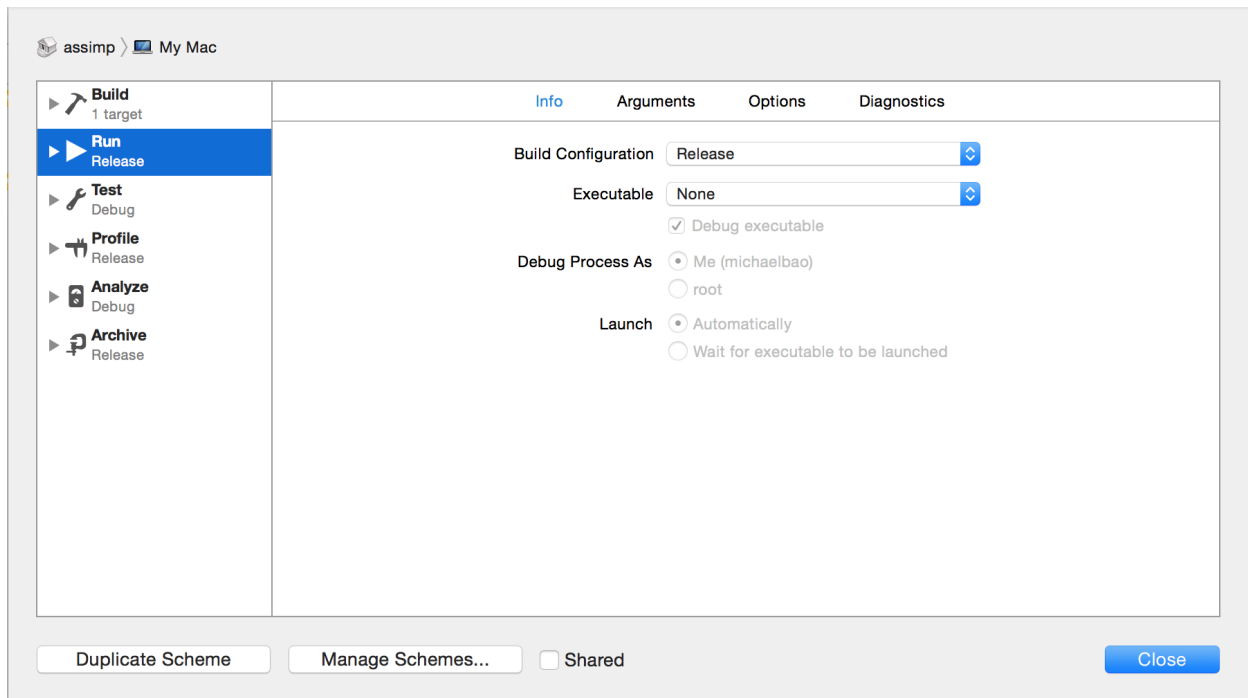 assimp My Mac
Build
1 target
Run
Release
Test
Debug
Profile
Release
Analyze
Debug
Archive
Release
Info Arguments Options Diagnostics
Build Configuration Release
Executable None
Debug executable
Debug Process As Me (michaelbao)
root
Launch Automatically
Wait for executable to be launched
Duplicate Scheme Manage Schemes... Shared Close